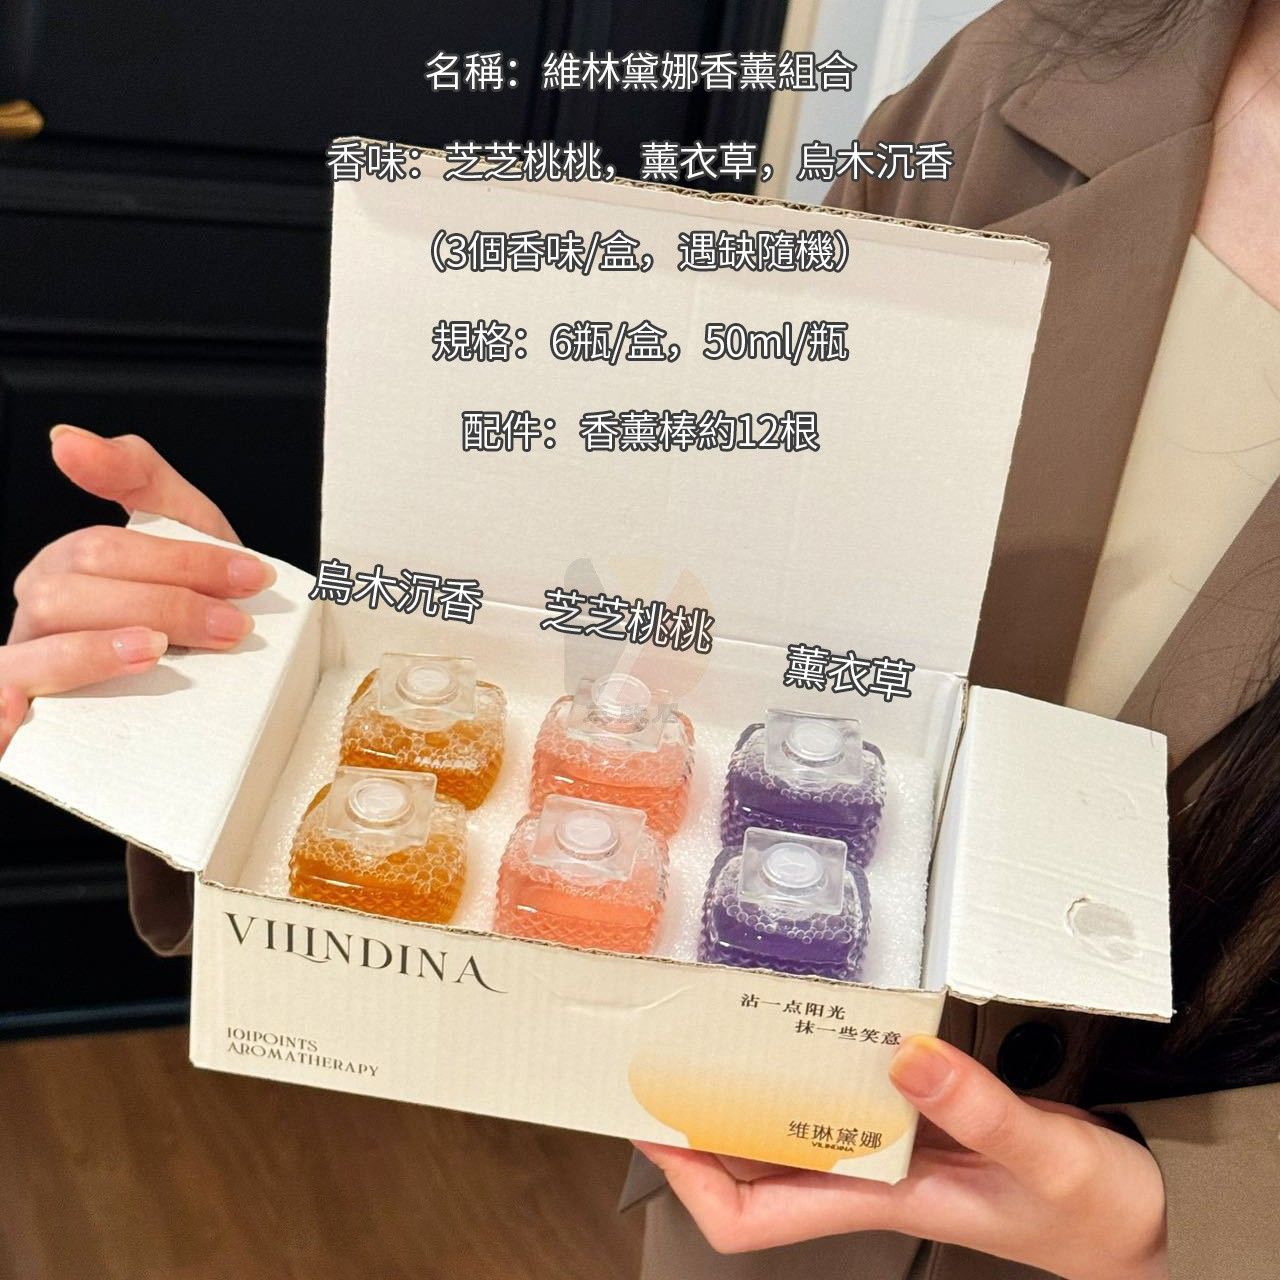 名稱：維林黛娜香薰組合
香味：芝芝桃桃，薰衣草，烏木沉香
（3個香味/盒，遇缺隨機）
規格：6瓶/盒，50ml/瓶
配件：香薰棒約12根
烏木沉香
芝芝桃桃
薰衣草
VILINDINA
101POINTS
AROMATHERAPY
沾一点阳光
抹一些笑意
维琳黛娜
VILINDINA